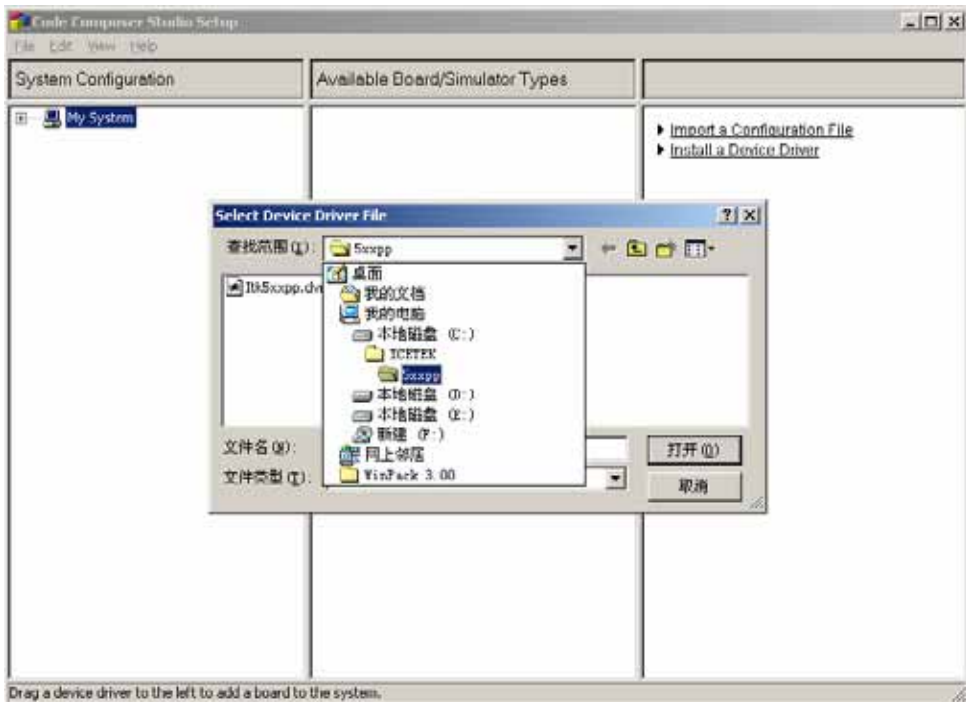 Code Composer Studio Setup
File Edit View Help
System Configuration
Available Board/Simulator Types
My System
Import a Configuration File
Install a Device Driver
Select Device Driver File
查找范围(I):
5xxpp
桌面
我的文档
我的电脑
本地磁盘 (C:)
ICETEK
5xxpp
本地磁盘 (D:)
本地磁盘 (E:)
新建 (F:)
网上邻居
WinPack 3.00
Itk5xxpp.dv
文件名(N):
打开(O)
文件类型(T):
取消
Drag a device driver to the left to add a board to the system.